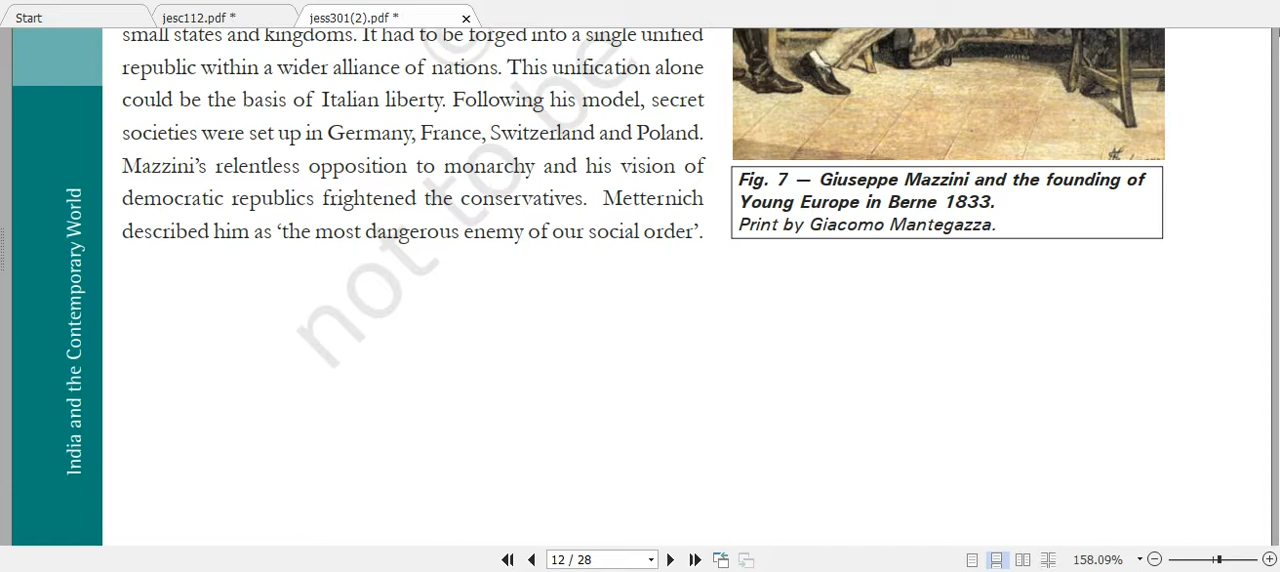 Start
jesc112.pdf *
jess301(2).pdf *
small states and kingdoms. It had to be forged into a single unified
republic within a wider alliance of nations. This unification alone
could be the basis of Italian liberty. Following his model, secret
societies were set up in Germany, France, Switzerland and Poland.
Mazzini's relentless opposition to monarchy and his vision of
democratic republics frightened the conservatives. Metternich
described him as 'the most dangerous enemy of our social order'.
Fig. 7 — Giuseppe Mazzini and the founding of
Young Europe in Berne 1833.
Print by Giacomo Mantegazza.
India and the Contemporary World
©
not to be
12 / 28
158.09%